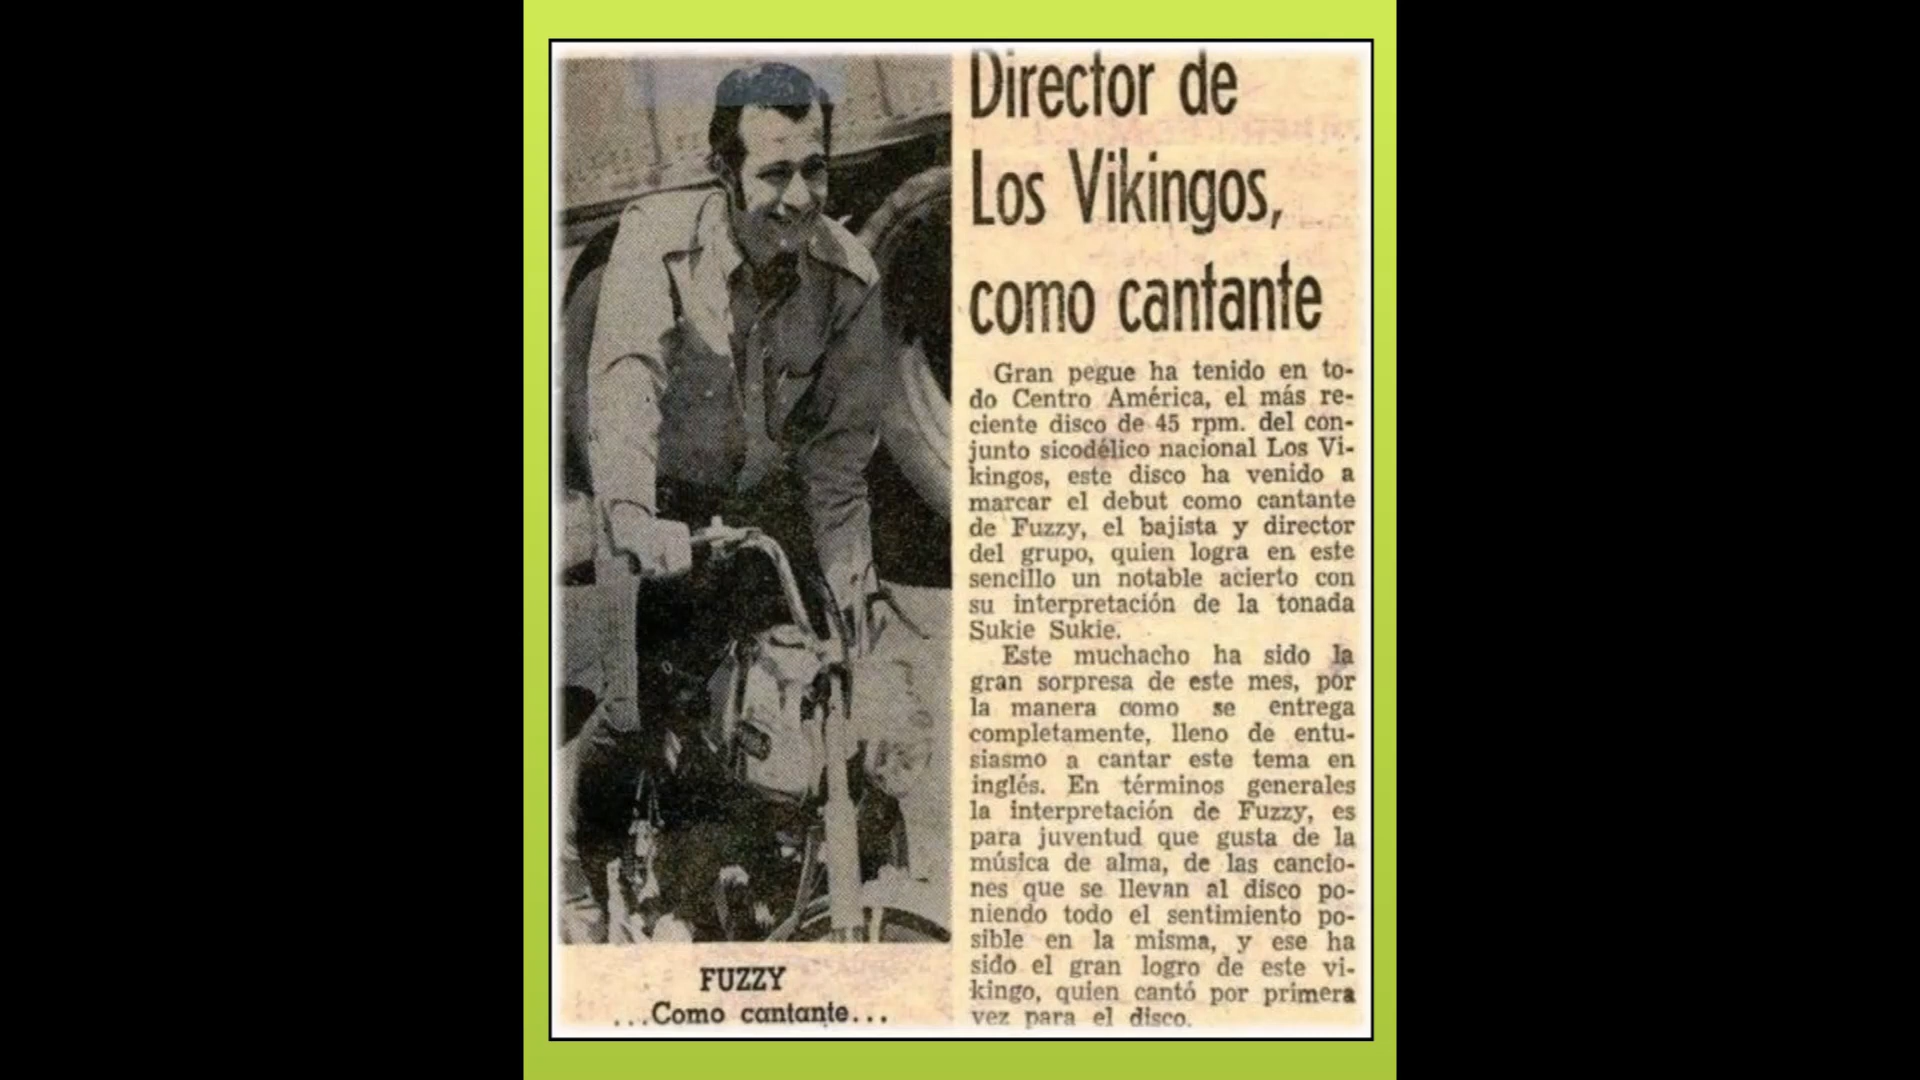 Director de
Los Vikingos,
como cantante
Gran pegue ha tenido en to-
do Centro América, el más re-
ciente disco de 45 rpm. del con-
junto sicodélico nacional Los Vi-
kingos, este disco ha venido a
marcar el debut como cantante
de Fuzzy, el bajista y director
del grupo, quien logra en este
sencillo un notable acierto con
su interpretación de la tonada
Sukie Sukie.
Este muchacho ha sido la
gran sorpresa de este mes, por
la manera como se entrega
completamente, lleno de entu-
siasmo a cantar este tema en
inglés. En términos generales
la interpretación de Fuzzy, es
para juventud que gusta de la
música de alma, de las cancio-
nes que se llevan al disco po-
niendo todo el sentimiento po-
sible en la misma, y ese ha
sido el gran logro de este vi-
kingo, quien cantó por primera
vez para el disco.
FUZZY
...Como cantante...